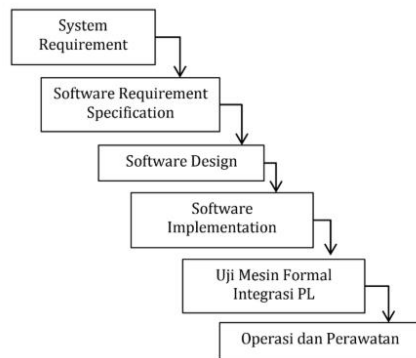 System
Requirement
Software Requirement
Specification
Software Design
Software
Implementation
Uji Mesin Formal
Integrasi PL
Operasi dan Perawatan